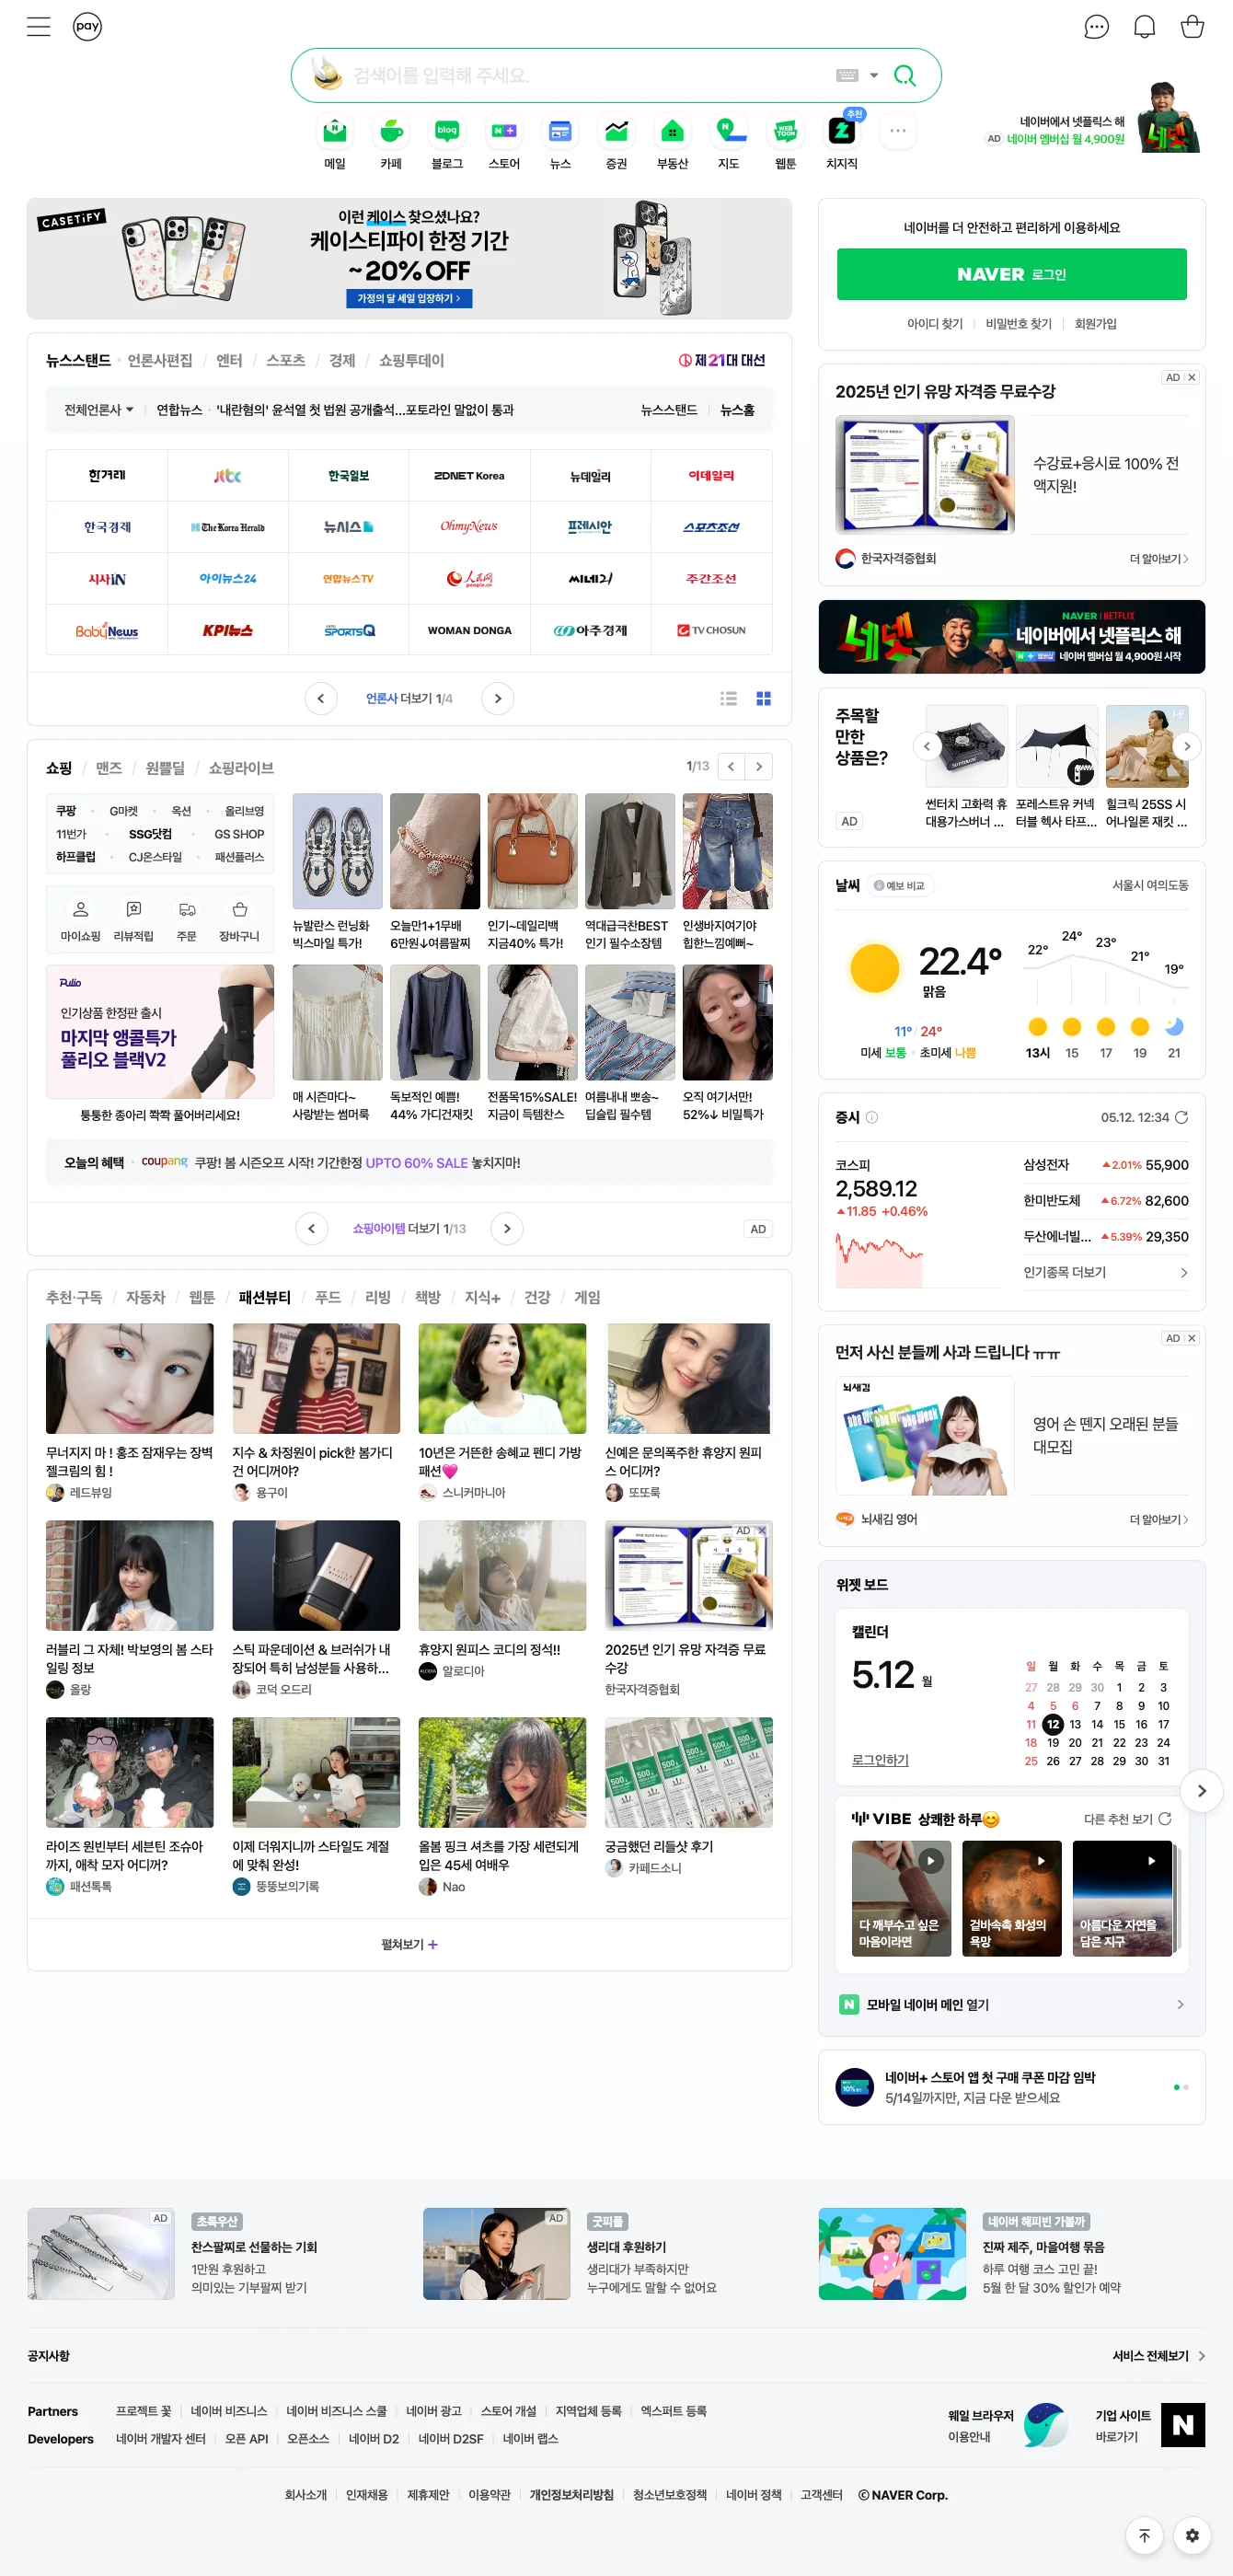 pay
검색어를 입력해 주세요.
메일
카페
blog
블로그
스토어
뉴스
증권
부동산
지도
WEB TOON
웹툰
추천
치지직
네이버에서 넷플릭스 해
AD 네이버 멤버십 월 4,900원
CASETiFY
이런 케이스 찾으셨나요?
케이스티파이 한정 기간
~20% OFF
가정의 달 세일 입장하기 >
네이버를 더 안전하고 편리하게 이용하세요
NAVER 로그인
아이디 찾기 | 비밀번호 찾기 | 회원가입
뉴스스탠드 · 언론사편집 / 엔터 / 스포츠 / 경제 / 쇼핑투데이
제21대 대선
전체언론사 | 연합뉴스 · '내란혐의' 윤석열 첫 법원 공개출석...포토라인 말없이 통과
뉴스스탠드 | 뉴스홈
한겨레 jtbc 한국일보 ZDNET Korea 뉴데일리 이데일리
한국경제 The Korea Herald 뉴시스 OhmyNews 프레시안 스포츠조선
시사IN 아이뉴스24 연합뉴스TV 人民网 people.cn 씨네21 주간조선
BabyNews KPI뉴스 SPORTSQ WOMAN DONGA 아주경제 TV CHOSUN
언론사 더보기 1/4
AD
2025년 인기 유망 자격증 무료수강
수강료+응시료 100% 전
액지원!
한국자격증협회
더 알아보기
NAVER | NETFLIX
네넷
네이버에서 넷플릭스 해
네이버 멤버십 월 4,900원 시작
주목할
만한
상품은?
AD
썬터치 고화력 휴
대용가스버너 ...
포레스트유 커넥
터블 헥사 타프...
힐크릭 25SS 시
어나일론 재킷 ...
쇼핑 / 맨즈 / 원쁠딜 / 쇼핑라이브
1/13
쿠팡 · G마켓 · 옥션 · 올리브영
11번가 · SSG닷컴 · GS SHOP
하프클럽 · CJ온스타일 · 패션플러스
마이쇼핑 리뷰적립 주문 장바구니
뉴발란스 런닝화
빅스마일 특가!
오늘만1+1무배
6만원↓여름팔찌
인기~데일리백
지금40% 특가!
역대급극찬BEST
인기 필수소장템
인생바지여기야
힙한느낌예뻐~
Pulio
인기상품 한정판 출시
마지막 앵콜특가
풀리오 블랙V2
퉁퉁한 종아리 쫙쫙 풀어버리세요!
매 시즌마다~
사랑받는 썸머룩
독보적인 예쁨!
44% 가디건재킷
전품목15%SALE!
지금이 득템찬스
여름내내 뽀송~
딥슬립 필수템
오직 여기서만!
52%↓ 비밀특가
오늘의 혜택 · coupang 쿠팡! 봄 시즌오프 시작! 기간한정 UPTO 60% SALE 놓치지마!
쇼핑아이템 더보기 1/13
AD
날씨 예보 비교
서울시 여의도동
22.4°
맑음
11° / 24°
미세 보통 · 초미세 나쁨
22° 24° 23° 21° 19°
13시 15 17 19 21
증시
05.12. 12:34
코스피
2,589.12
▲11.85 +0.46%
삼성전자 ▲2.01% 55,900
한미반도체 ▲6.72% 82,600
두산에너빌... ▲5.39% 29,350
인기종목 더보기
추천·구독 / 자동차 / 웹툰 / 패션뷰티 / 푸드 / 리빙 / 책방 / 지식+ / 건강 / 게임
무너지지 마 ! 홍조 잠재우는 장벽
젤크림의 힘 !
레드뷰잉
지수 & 차정원이 pick한 봄가디
건 어디꺼야?
용구이
10년은 거뜬한 송혜교 펜디 가방
패션💗
스니커마니아
신예은 문의폭주한 휴양지 원피
스 어디꺼?
또또룩
러블리 그 자체! 박보영의 봄 스타
일링 정보
올랑
스틱 파운데이션 & 브러쉬가 내
장되어 특히 남성분들 사용하...
코덕 오드리
휴양지 원피스 코디의 정석!!
알로디아
AD
2025년 인기 유망 자격증 무료
수강
한국자격증협회
라이즈 원빈부터 세븐틴 조슈아
까지, 애착 모자 어디꺼?
패션톡톡
이제 더워지니까 스타일도 계절
에 맞춰 완성!
뚱뚱보의기록
올봄 핑크 셔츠를 가장 세련되게
입은 45세 여배우
Nao
500 500 500 500 500
궁금했던 리들샷 후기
카페드소니
펼쳐보기 +
AD
먼저 사신 분들께 사과 드립니다 ㅠㅠ
뇌새김
the Week
영어 손 뗀지 오래된 분들
대모집
뇌새김 영어
더 알아보기
위젯 보드
캘린더
5.12 월
로그인하기
일 월 화 수 목 금 토
27 28 29 30 1 2 3
4 5 6 7 8 9 10
11 12 13 14 15 16 17
18 19 20 21 22 23 24
25 26 27 28 29 30 31
VIBE 상쾌한 하루😊
다른 추천 보기
다 깨부수고 싶은
마음이라면
겉바속촉 화성의
욕망
아름다운 자연을
담은 지구
N 모바일 네이버 메인 열기
10%
네이버+ 스토어 앱 첫 구매 쿠폰 마감 임박
5/14일까지만, 지금 다운 받으세요
AD
초록우산
찬스팔찌로 선물하는 기회
1만원 후원하고
의미있는 기부팔찌 받기
AD
굿피플
생리대 후원하기
생리대가 부족하지만
누구에게도 말할 수 없어요
네이버 해피빈 가볼까
진짜 제주, 마을여행 묶음
하루 여행 코스 고민 끝!
5월 한 달 30% 할인가 예약
공지사항
서비스 전체보기
Partners 프로젝트 꽃 | 네이버 비즈니스 | 네이버 비즈니스 스쿨 | 네이버 광고 | 스토어 개설 | 지역업체 등록 | 엑스퍼트 등록
Developers 네이버 개발자 센터 | 오픈 API | 오픈소스 | 네이버 D2 | 네이버 D2SF | 네이버 랩스
웨일 브라우저
이용안내
기업 사이트
바로가기
N
회사소개 | 인재채용 | 제휴제안 | 이용약관 | 개인정보처리방침 | 청소년보호정책 | 네이버 정책 | 고객센터 ⓒ NAVER Corp.